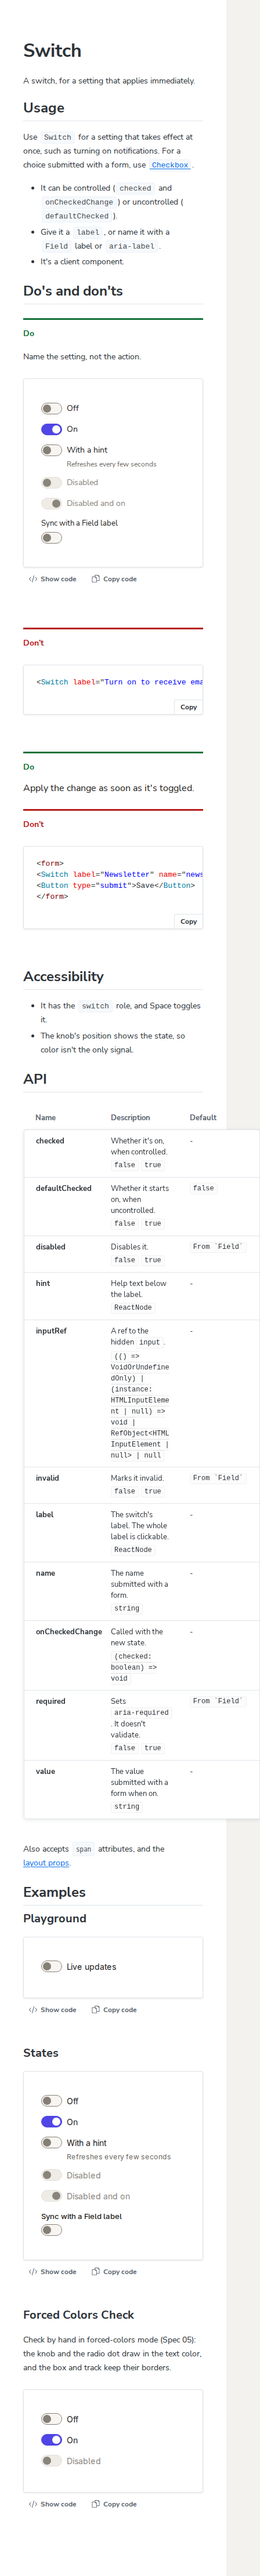 Switch
A switch, for a setting that applies immediately.
Usage
Use Switch for a setting that takes effect at
once, such as turning on notifications. For a
choice submitted with a form, use Checkbox.
It can be controlled ( checked and
onCheckedChange ) or uncontrolled (
defaultChecked ).
Give it a label, or name it with a
Field label or aria-label.
It's a client component.
Do's and don'ts
Do
Name the setting, not the action.
Off
On
With a hint
Refreshes every few seconds
Disabled
Disabled and on
Sync with a Field label
Show code Copy code
Don't
<Switch label="Turn on to receive ema
Copy
Do
Apply the change as soon as it's toggled.
Don't
<form>
<Switch label="Newsletter" name="news
<Button type="submit">Save</Button>
</form>
Copy
Accessibility
It has the switch role, and Space toggles
it.
The knob's position shows the state, so
color isn't the only signal.
API
Name Description Default
checked Whether it's on, -
when controlled.
false true
defaultChecked Whether it starts false
on, when
uncontrolled.
false true
disabled Disables it. From `Field`
false true
hint Help text below -
the label.
ReactNode
inputRef A ref to the -
hidden input.
(() =>
VoidOrUndefine
dOnly) |
(instance:
HTMLInputEleme
nt | null) =>
void |
RefObject<HTML
InputElement |
null> | null
invalid Marks it invalid. From `Field`
false true
label The switch's -
label. The whole
label is clickable.
ReactNode
name The name -
submitted with a
form.
string
onCheckedChange Called with the -
new state.
(checked:
boolean) =>
void
required Sets From `Field`
aria-required
. It doesn't
validate.
false true
value The value -
submitted with a
form when on.
string
Also accepts span attributes, and the
layout props.
Examples
Playground
Live updates
Show code Copy code
States
Off
On
With a hint
Refreshes every few seconds
Disabled
Disabled and on
Sync with a Field label
Show code Copy code
Forced Colors Check
Check by hand in forced-colors mode (Spec 05):
the knob and the radio dot draw in the text color,
and the box and track keep their borders.
Off
On
Disabled
Show code Copy code